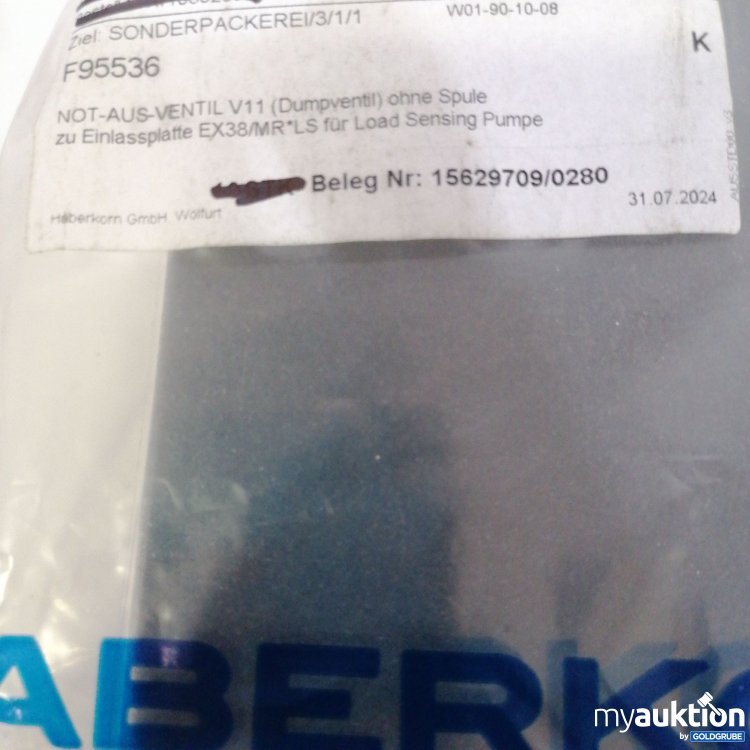 Ziel: SONDERPACKEREI/3/1/1
W01-90-10-08
K
F95536
NOT-AUS-VENTIL V11 (Dumpventil) ohne Spule
zu Einlassplatte EX38/MR*LS für Load Sensing Pumpe
Beleg Nr: 15629709/0280
31.07.2024
Haberkorn GmbH, Wolfurt
ABERK
myauktion
by GOLDGRUBE